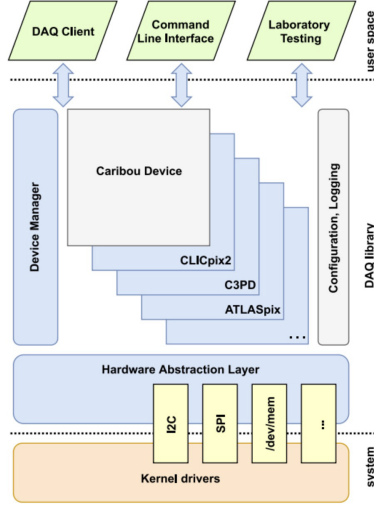 DAQ Client
Command
Line Interface
Laboratory
Testing
user space
Device Manager
Caribou Device
CLICpix2
C3PD
ATLASpix
...
Configuration, Logging
DAQ library
Hardware Abstraction Layer
I2C
SPI
/dev/mem
...
Kernel drivers
system